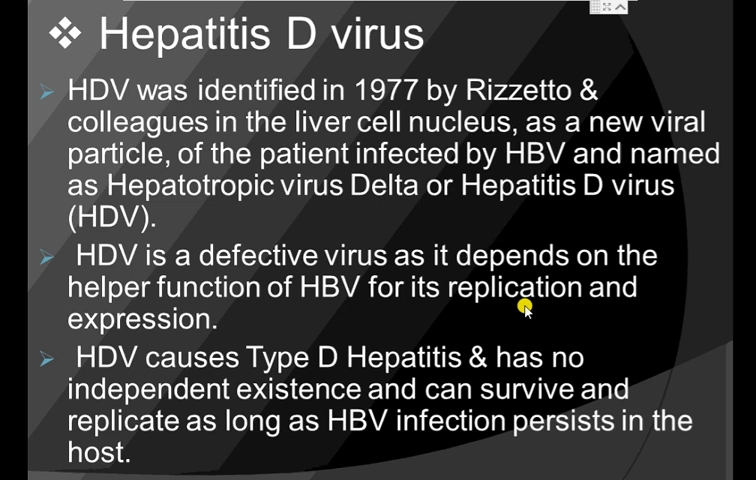 ❖ Hepatitis D virus
➢ HDV was identified in 1977 by Rizzetto &
colleagues in the liver cell nucleus, as a new viral
particle, of the patient infected by HBV and named
as Hepatotropic virus Delta or Hepatitis D virus
(HDV).
➢ HDV is a defective virus as it depends on the
helper function of HBV for its replication and
expression.
➢ HDV causes Type D Hepatitis & has no
independent existence and can survive and
replicate as long as HBV infection persists in the
host.